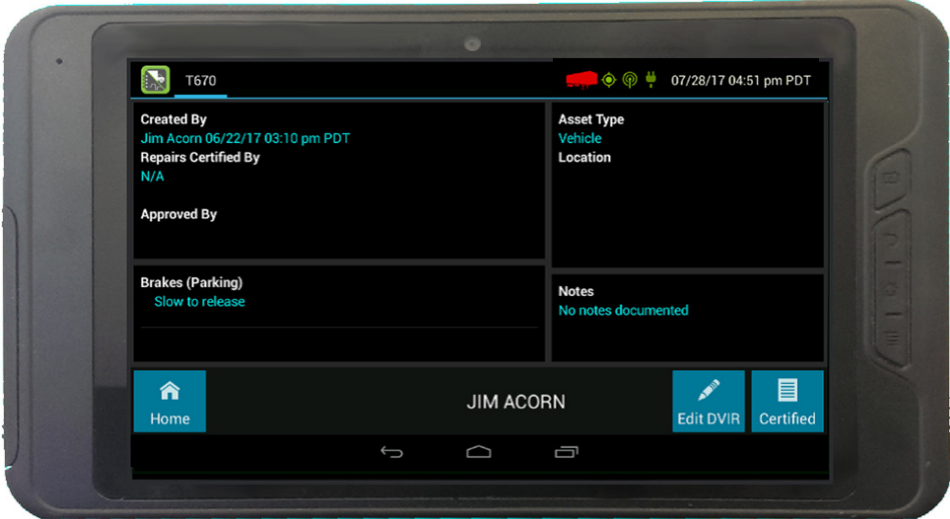 T670
07/28/17 04:51 pm PDT
Created By
Jim Acorn 06/22/17 03:10 pm PDT
Repairs Certified By
N/A
Approved By
Asset Type
Vehicle
Location
Brakes (Parking)
Slow to release
Notes
No notes documented
Home
JIM ACORN
Edit DVIR
Certified